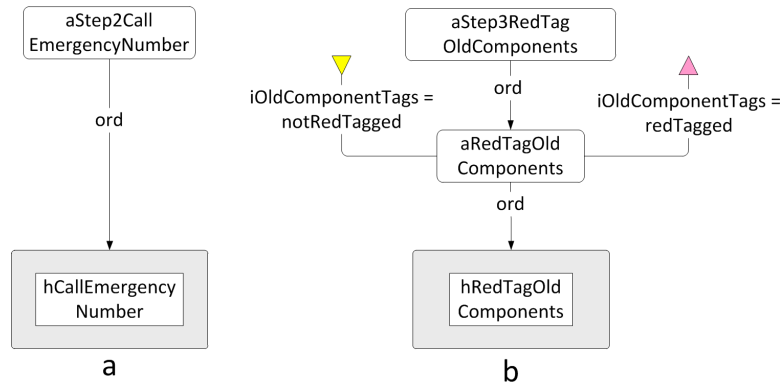 aStep2Call
EmergencyNumber
ord
hCallEmergency
Number
a
aStep3RedTag
OldComponents
iOldComponentTags =
notRedTagged
ord
iOldComponentTags =
redTagged
aRedTagOld
Components
ord
hRedTagOld
Components
b